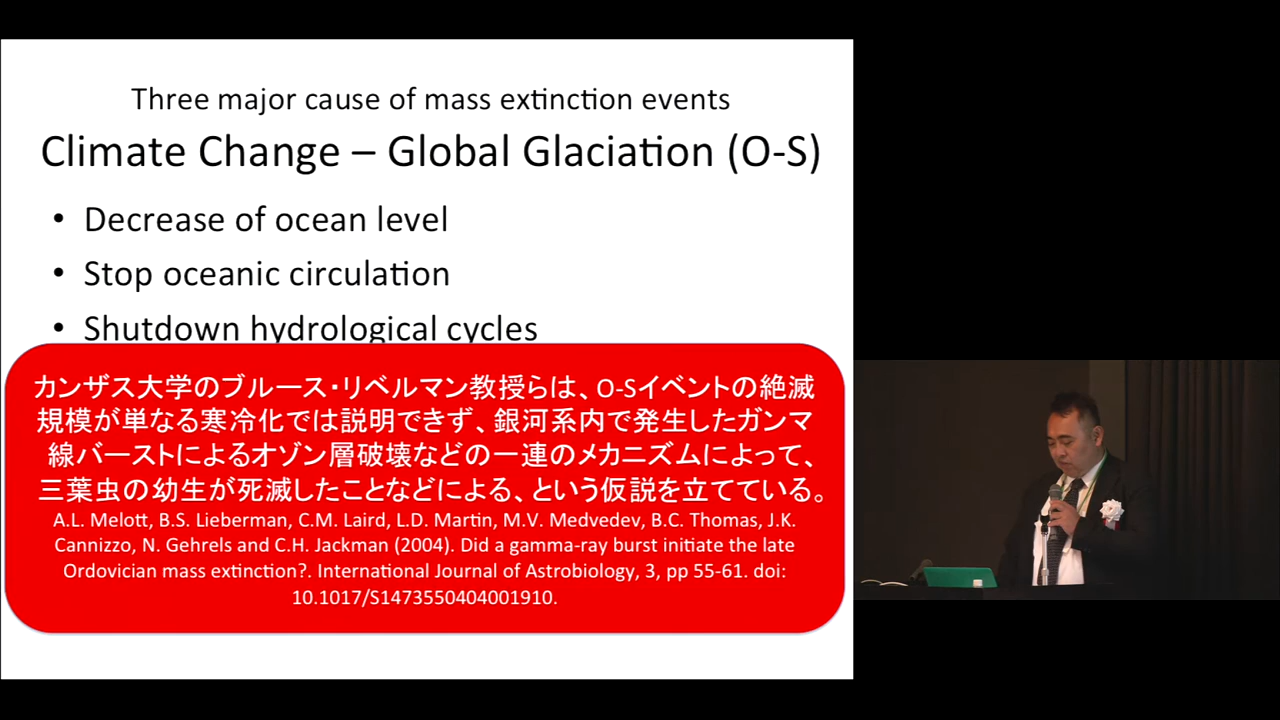 Three major cause of mass extinction events
Climate Change – Global Glaciation (O-S)
• Decrease of ocean level
• Stop oceanic circulation
• Shutdown hydrological cycles
カンザス大学のブルース・リベルマン教授らは、O-Sイベントの絶滅
規模が単なる寒冷化では説明できず、銀河系内で発生したガンマ
線バーストによるオゾン層破壊などの一連のメカニズムによって、
三葉虫の幼生が死滅したことなどによる、という仮説を立てている。
A.L. Melott, B.S. Lieberman, C.M. Laird, L.D. Martin, M.V. Medvedev, B.C. Thomas, J.K.
Cannizzo, N. Gehrels and C.H. Jackman (2004). Did a gamma-ray burst initiate the late
Ordovician mass extinction?. International Journal of Astrobiology, 3, pp 55-61. doi:
10.1017/S1473550404001910.